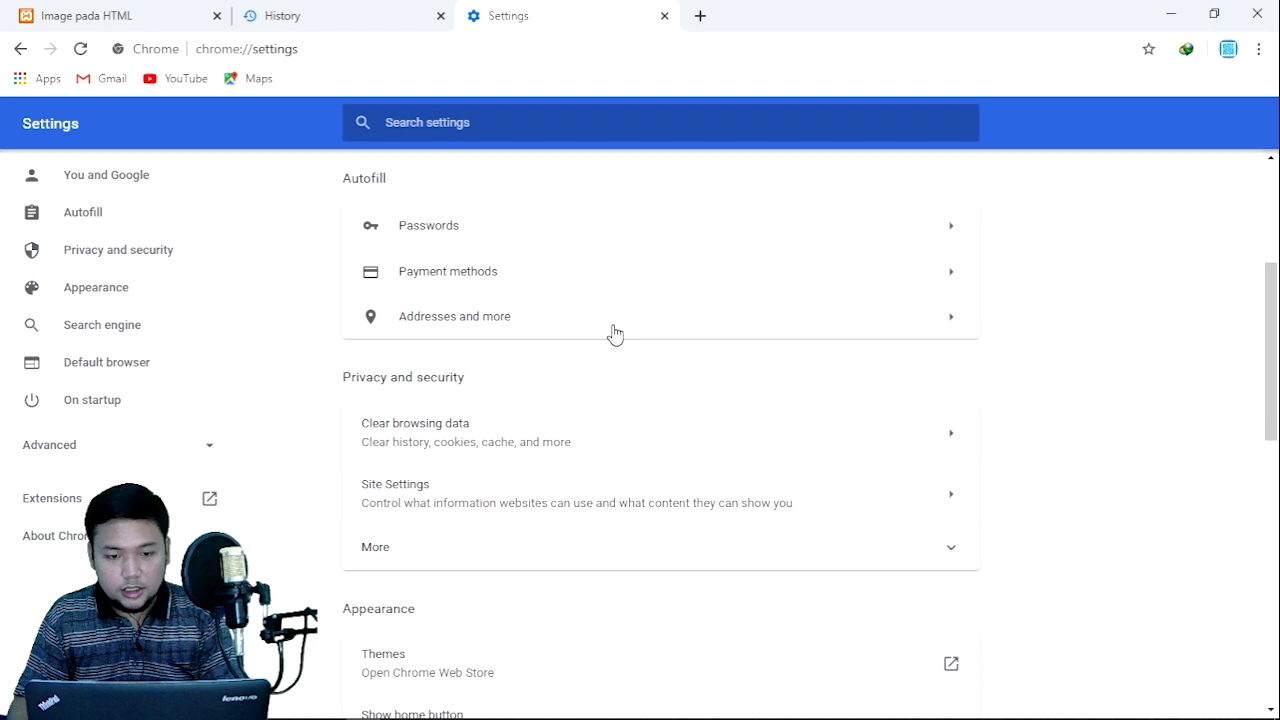 Image pada HTML
History
Settings
Chrome
chrome://settings
Apps
Gmail
YouTube
Maps
Settings
Search settings
You and Google
Autofill
Privacy and security
Appearance
Search engine
Default browser
On startup
Advanced
Extensions
About Chro
Autofill
Passwords
Payment methods
Addresses and more
Privacy and security
Clear browsing data
Clear history, cookies, cache, and more
Site Settings
Control what information websites can use and what content they can show you
More
Appearance
Themes
Open Chrome Web Store
Show home button
ThinkPad
lenovo